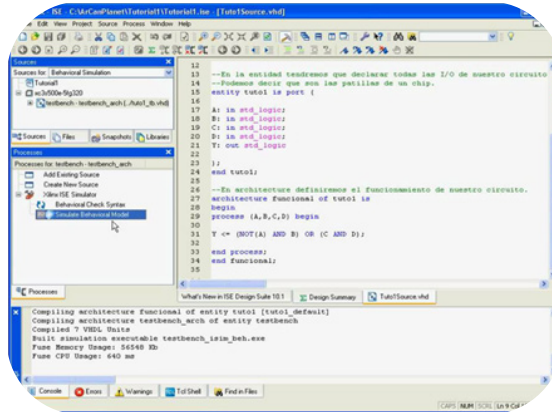 ISE - C:\ArCanPlanet\Tutorial1\Tutorial1.ise - [Tuto1Source.vhd]
Edit View Project Source Process Window Help
Sources
Sources for: Behavioral Simulation
Tutorial1
xc3s500e-5fg320
testbench - testbench_arch (../tuto1_tb.vhd)
Sources Files Snapshots Libraries
Processes
Processes for: testbench - testbench_arch
Add Existing Source
Create New Source
Xilinx ISE Simulator
Behavioral Check Syntax
Simulate Behavioral Model
Processes
12
13 --En la entidad tendremos que declarar todas las I/O de nuestro circuito
14 --Podemos decir que son las patillas de un chip.
15 entity tuto1 is port (
16
17 A: in std_logic;
18 B: in std_logic;
19 C: in std_logic;
20 D: in std_logic;
21 Y: out std_logic
22
23 );
24 end tuto1;
25
26 --En architecture definiremos el funcionamiento de nuestro circuito.
27 architecture funcional of tuto1 is
28 begin
29 process (A,B,C,D) begin
30
31 Y <= (NOT(A) AND B) OR (C AND D);
32
33 end process;
34 end funcional;
35
What's New in ISE Design Suite 10.1 Design Summary Tuto1Source.vhd
Compiling architecture funcional of entity tuto1 [tuto1_default]
Compiling architecture testbench_arch of entity testbench
Compiled 7 VHDL Units
Built simulation executable testbench_isim_beh.exe
Fuse Memory Usage: 56548 Kb
Fuse CPU Usage: 640 ms
Console Errors Warnings Tcl Shell Find in Files
CAPS NUM SCRL Ln 9 Col